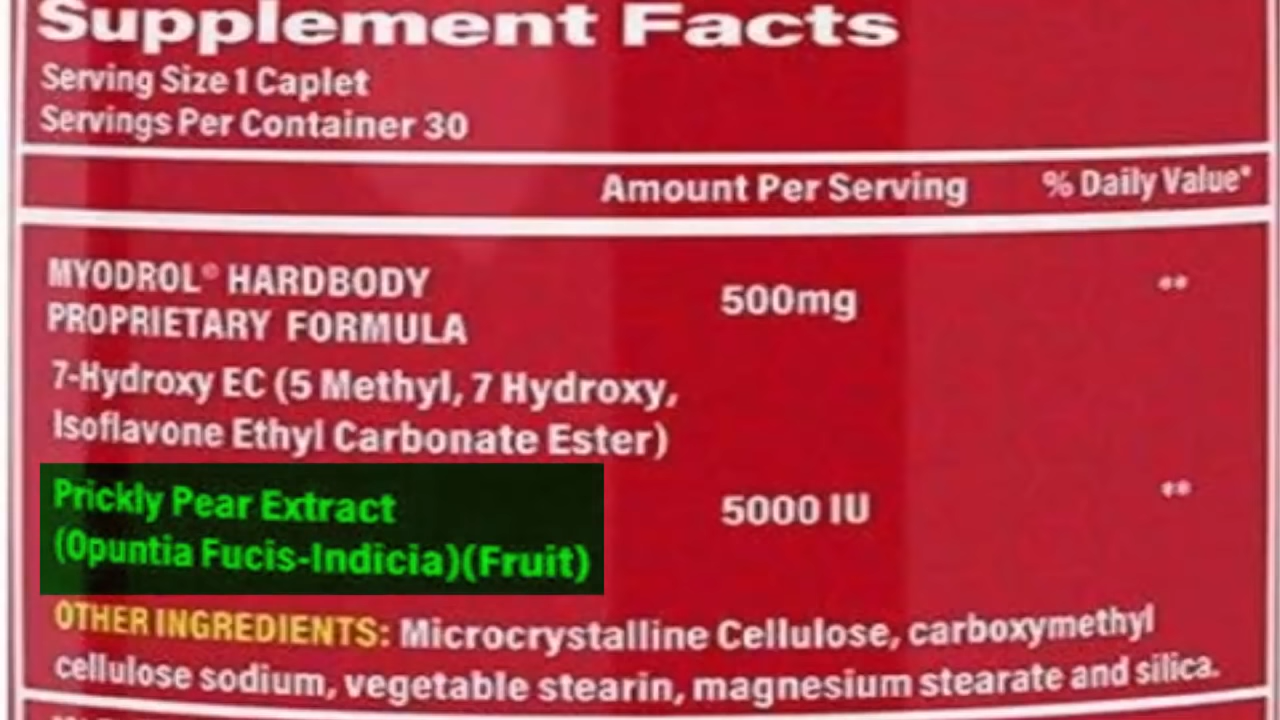 Supplement Facts
Serving Size 1 Caplet
Servings Per Container 30
Amount Per Serving % Daily Value*
MYODROL® HARDBODY
PROPRIETARY FORMULA
500mg **
7-Hydroxy EC (5 Methyl, 7 Hydroxy,
Isoflavone Ethyl Carbonate Ester)
Prickly Pear Extract
(Opuntia Fucis-Indicia)(Fruit)
5000 IU **
OTHER INGREDIENTS: Microcrystalline Cellulose, carboxymethyl
cellulose sodium, vegetable stearin, magnesium stearate and silica.